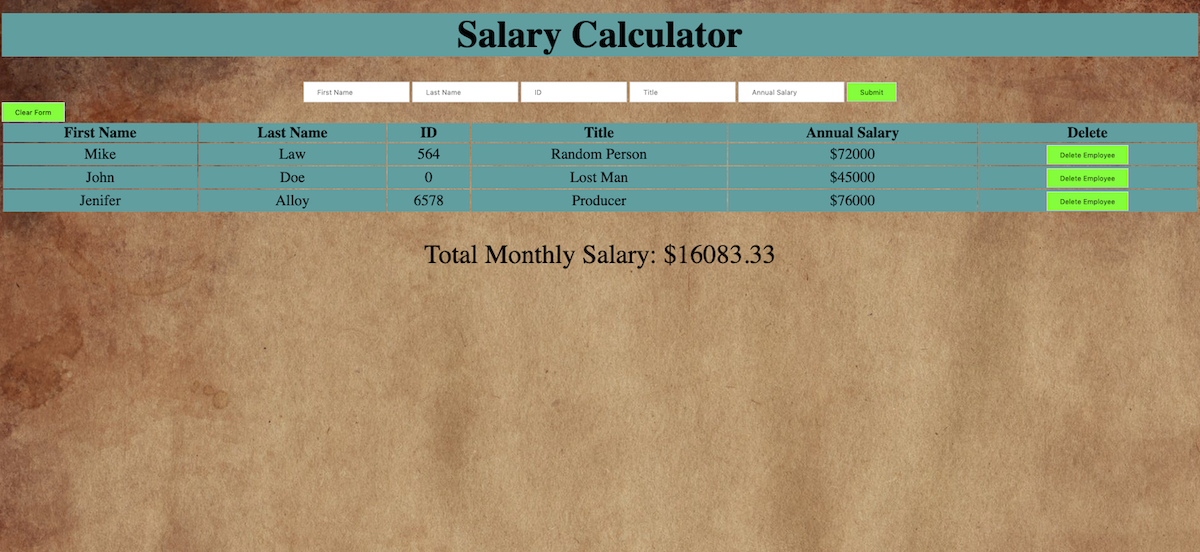 Salary Calculator
First Name Last Name ID Title Annual Salary Submit
Clear Form
First Name Last Name ID Title Annual Salary Delete
Mike Law 564 Random Person $72000 Delete Employee
John Doe 0 Lost Man $45000 Delete Employee
Jenifer Alloy 6578 Producer $76000 Delete Employee
Total Monthly Salary: $16083.33